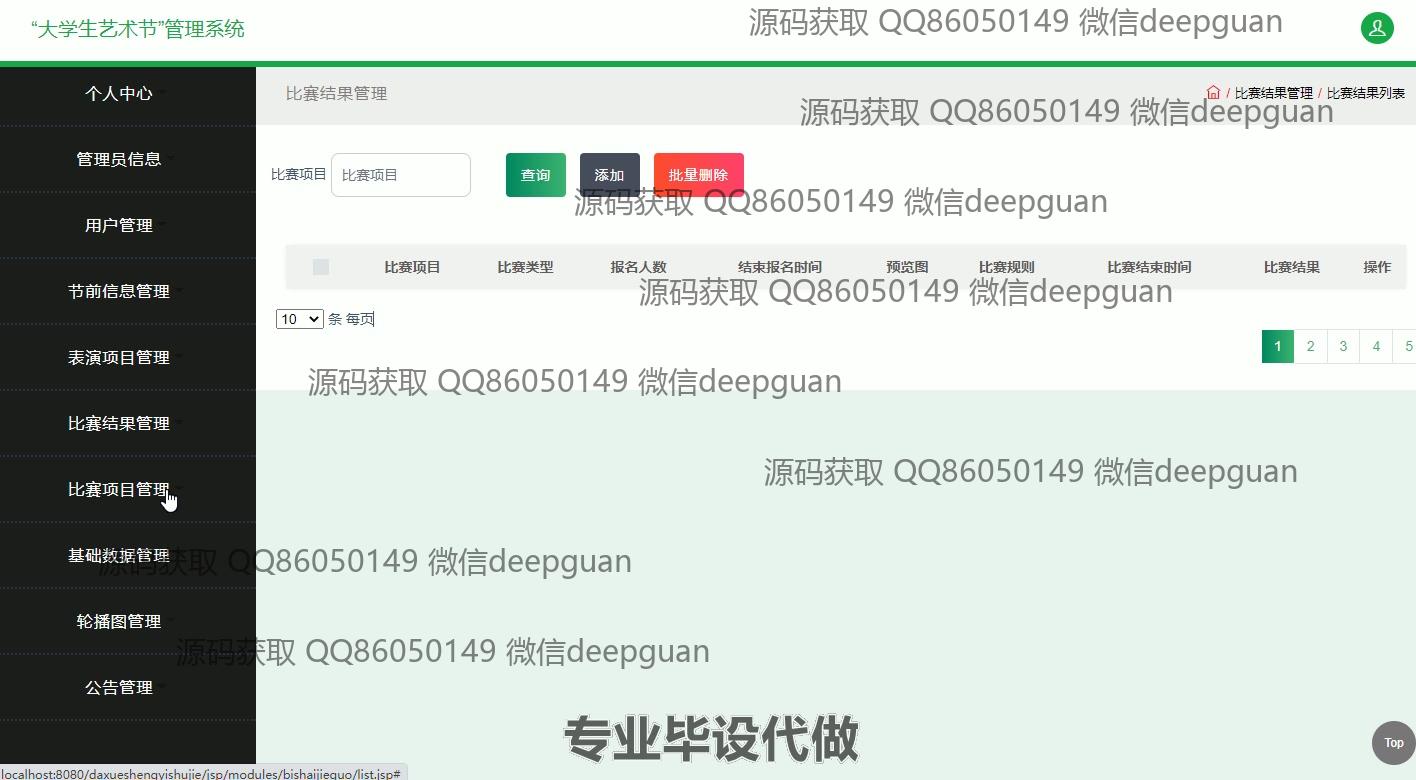 “大学生艺术节”管理系统
源码获取 QQ86050149 微信deepguan
个人中心
比赛结果管理
/ 比赛结果管理 / 比赛结果列表
源码获取 QQ86050149 微信deepguan
管理员信息
比赛项目 比赛项目 查询 添加 批量删除
源码获取 QQ86050149 微信deepguan
用户管理
比赛项目 比赛类型 报名人数 结束报名时间 预览图 比赛规则 比赛结束时间 比赛结果 操作
节前信息管理
源码获取 QQ86050149 微信deepguan
10 条 每页
1 2 3 4 5
表演项目管理
源码获取 QQ86050149 微信deepguan
比赛结果管理
源码获取 QQ86050149 微信deepguan
比赛项目管理
基础数据管理
源码获取 QQ86050149 微信deepguan
轮播图管理
源码获取 QQ86050149 微信deepguan
公告管理
专业毕设代做
Top
localhost:8080/daxueshengyishujie/jsp/modules/bishaijieguo/list.jsp#